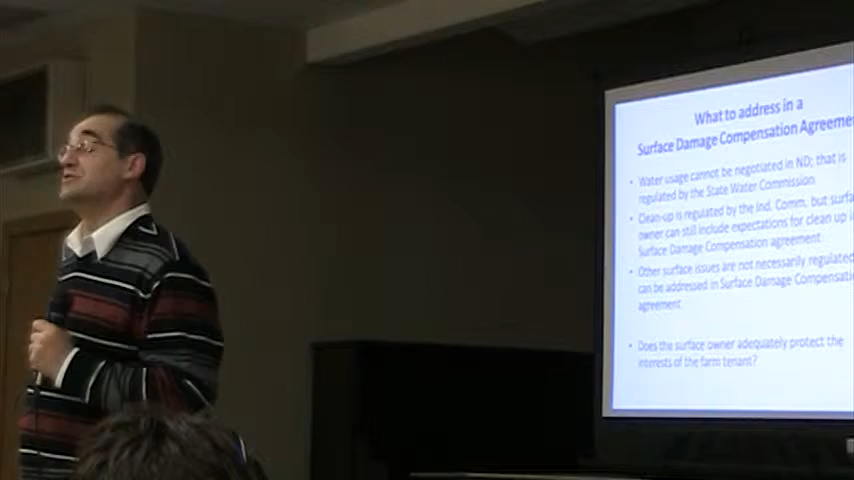 What to address in a
Surface Damage Compensation Agreeme
• Water usage cannot be negotiated in ND; that is
regulated by the State Water Commission
• Clean-up is regulated by the Ind. Comm. but surfa
owner can still include expectations for clean up i
Surface Damage Compensation agreement
• Other surface issues are not necessarily regulated
can be addressed in Surface Damage Compensatio
agreement
• Does the surface owner adequately protect the
interests of the farm tenant?